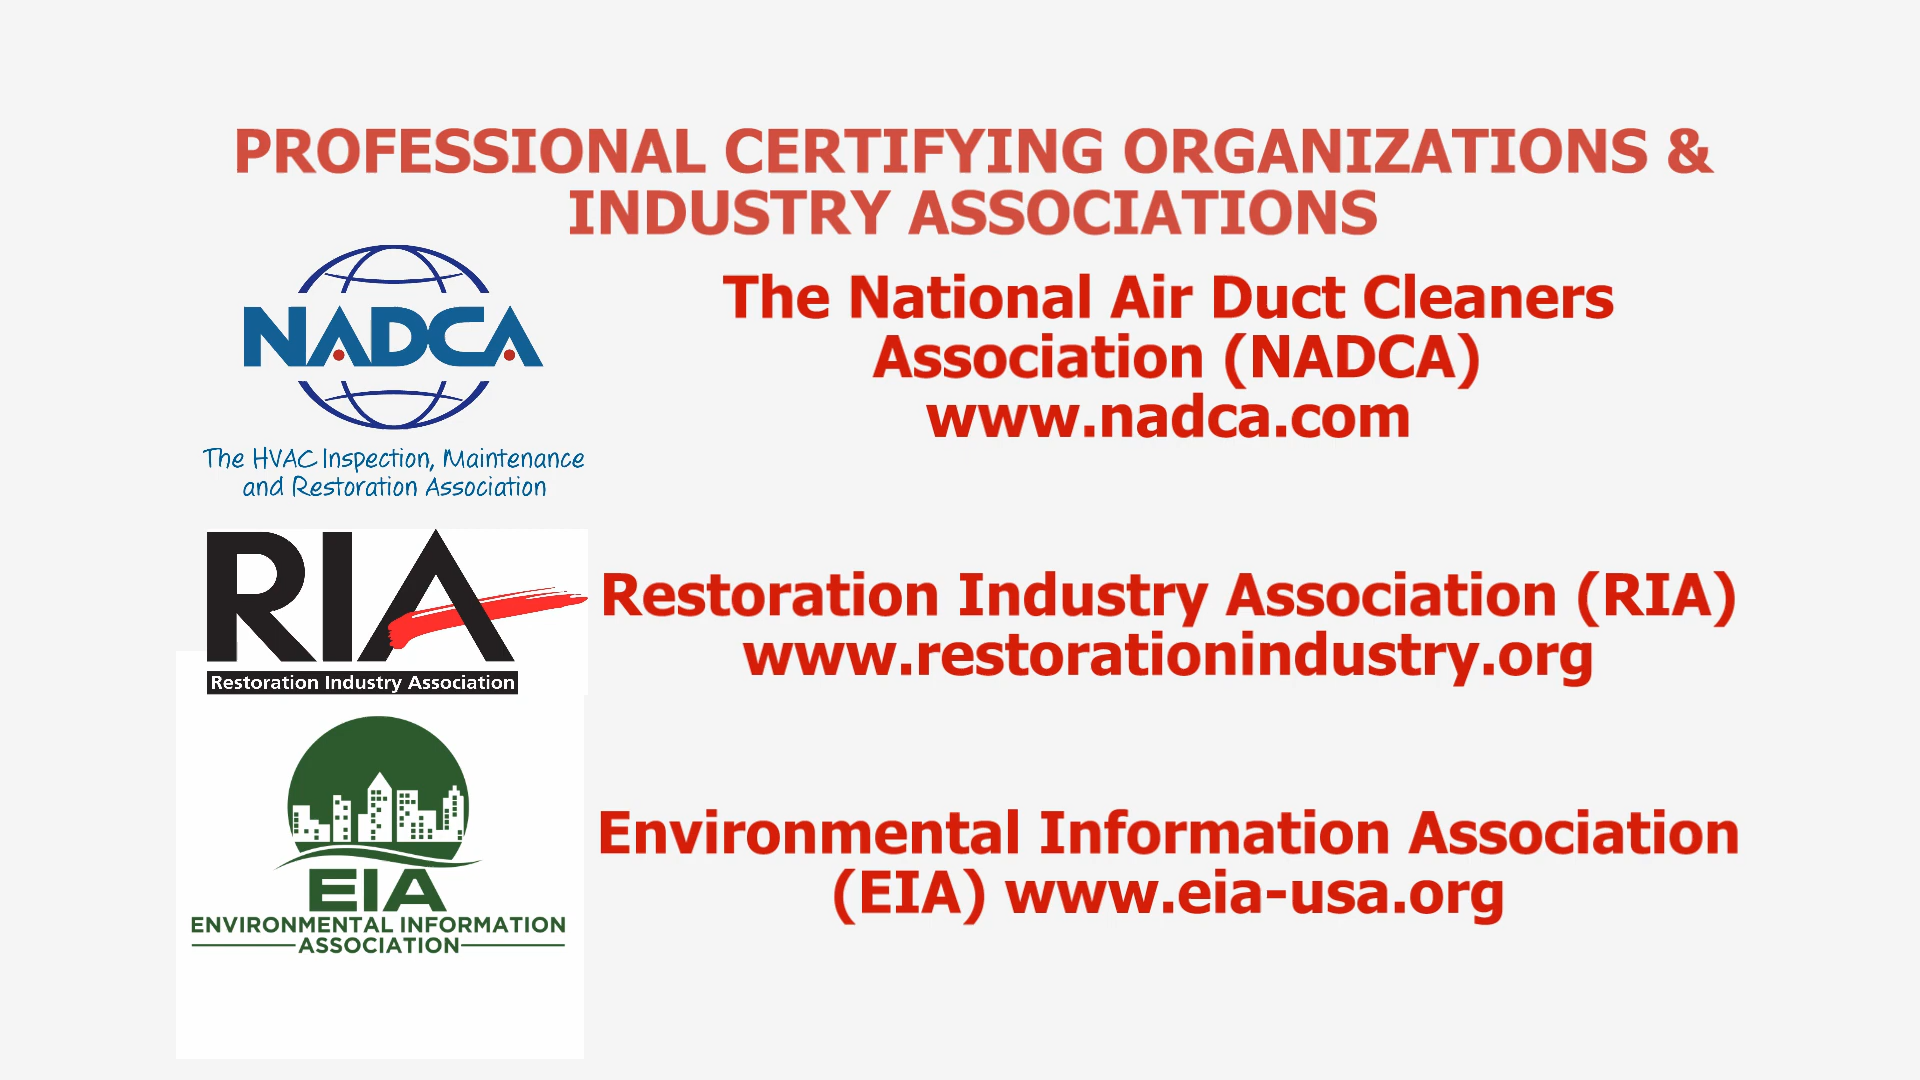 PROFESSIONAL CERTIFYING ORGANIZATIONS &
INDUSTRY ASSOCIATIONS
NADCA
The HVAC Inspection, Maintenance
and Restoration Association
The National Air Duct Cleaners
Association (NADCA)
www.nadca.com
RIA
Restoration Industry Association
Restoration Industry Association (RIA)
www.restorationindustry.org
EIA
ENVIRONMENTAL INFORMATION
ASSOCIATION
Environmental Information Association
(EIA) www.eia-usa.org